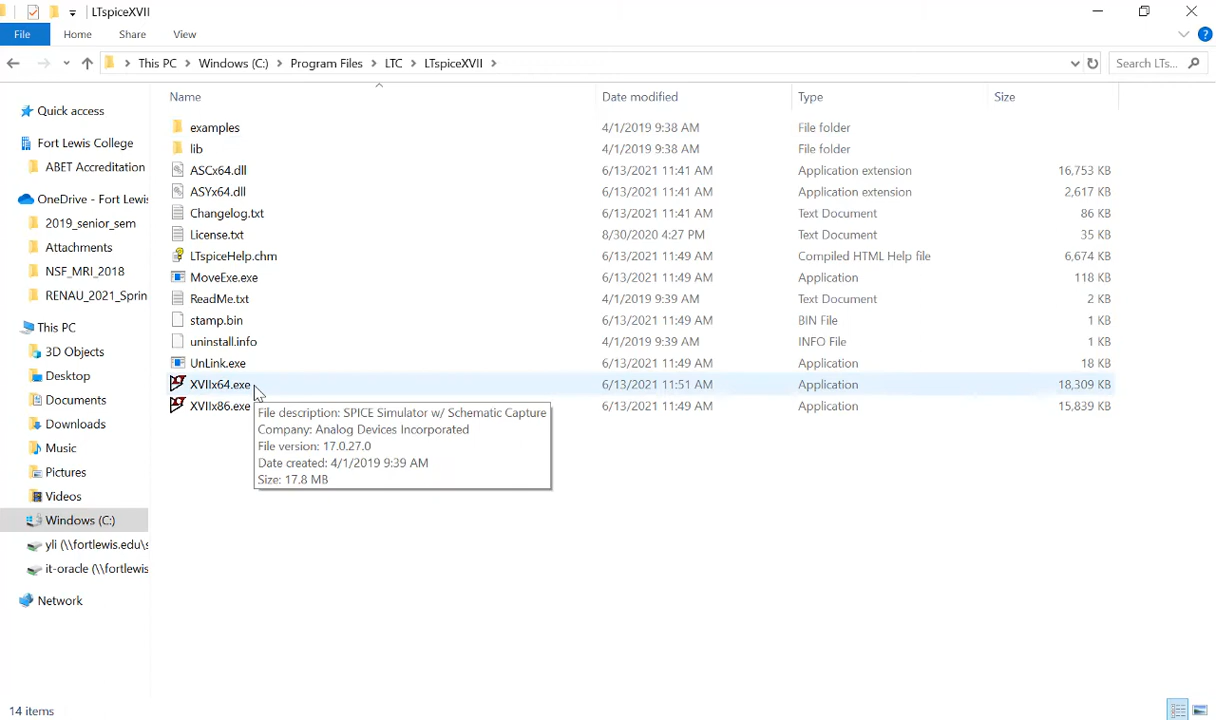 LTspiceXVII
File Home Share View
This PC Windows (C:) Program Files LTC LTspiceXVII
Search LTs...
Name Date modified Type Size
Quick access
Fort Lewis College
ABET Accreditation
OneDrive - Fort Lewis
2019_senior_sem
Attachments
NSF_MRI_2018
RENAU_2021_Sprin
This PC
3D Objects
Desktop
Documents
Downloads
Music
Pictures
Videos
Windows (C:)
yli (\\fortlewis.edu\s
it-oracle (\\fortlewis
Network
examples 4/1/2019 9:38 AM File folder
lib 4/1/2019 9:38 AM File folder
ASCx64.dll 6/13/2021 11:41 AM Application extension 16,753 KB
ASYx64.dll 6/13/2021 11:41 AM Application extension 2,617 KB
Changelog.txt 6/13/2021 11:41 AM Text Document 86 KB
License.txt 8/30/2020 4:27 PM Text Document 35 KB
LTspiceHelp.chm 6/13/2021 11:49 AM Compiled HTML Help file 6,674 KB
MoveExe.exe 6/13/2021 11:49 AM Application 118 KB
ReadMe.txt 4/1/2019 9:39 AM Text Document 2 KB
stamp.bin 6/13/2021 11:49 AM BIN File 1 KB
uninstall.info 4/1/2019 9:39 AM INFO File 1 KB
UnLink.exe 6/13/2021 11:49 AM Application 18 KB
XVIIx64.exe 6/13/2021 11:51 AM Application 18,309 KB
XVIIx86.exe 6/13/2021 11:49 AM Application 15,839 KB
File description: SPICE Simulator w/ Schematic Capture
Company: Analog Devices Incorporated
File version: 17.0.27.0
Date created: 4/1/2019 9:39 AM
Size: 17.8 MB
14 items